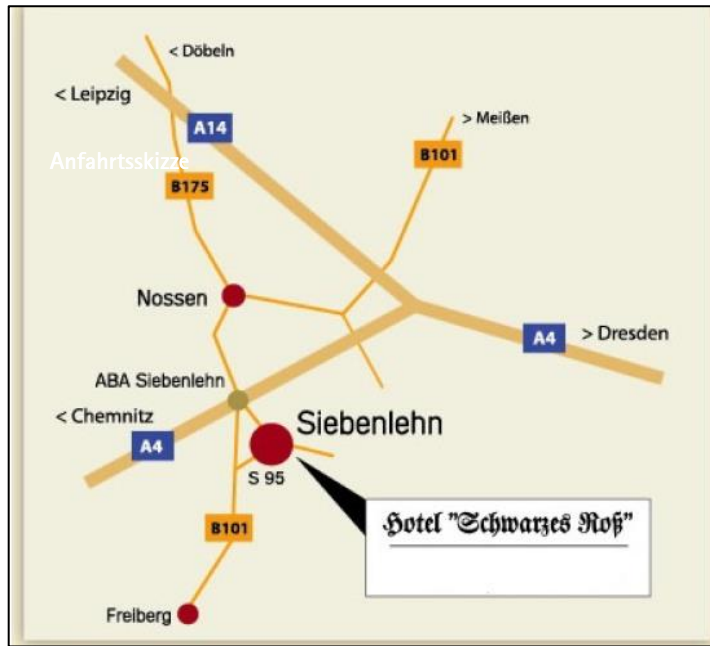 < Döbeln
< Leipzig
A14
> Meißen
Anfahrtsskizze
B101
B175
Nossen
A4
> Dresden
ABA Siebenlehn
< Chemnitz
Siebenlehn
A4
S 95
Hotel "Schwarzes Roß"
B101
Freiberg